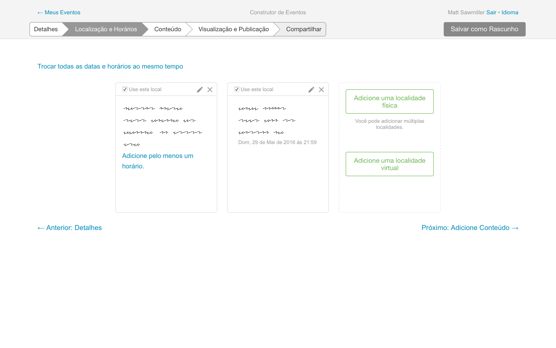 ← Meus Eventos
Construtor de Eventos
Matt Sawmiller Sair • Idioma
Detalhes
Localização e Horários
Conteúdo
Visualização e Publicação
Compartilhar
Salvar como Rascunho
Trocar todas as datas e horários ao mesmo tempo
Use este local
Adicione pelo menos um
horário.
Use este local
Dom, 29 de Mai de 2016 às 21:59
Adicione uma localidade
física
Você pode adicionar múltiplas
localidades.
Adicione uma localidade
virtual
← Anterior: Detalhes
Próximo: Adicione Conteúdo →